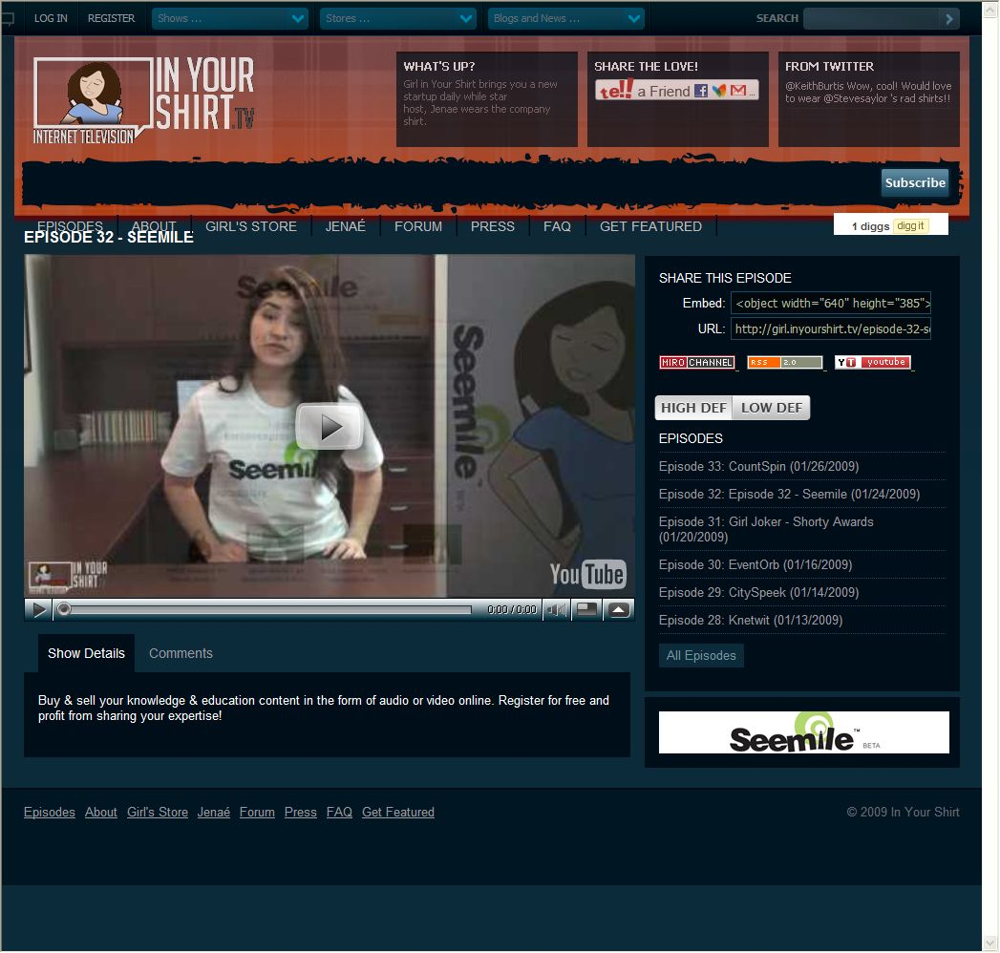 LOG IN
REGISTER
Shows ...
Stores ...
Blogs and News ...
SEARCH
IN YOUR
SHIRT.TV
INTERNET TELEVISION
WHAT'S UP?
Girl in Your Shirt brings you a new
startup daily while star
host, Jenae wears the company
shirt.
SHARE THE LOVE!
tell a Friend
FROM TWITTER
@KeithBurtis Wow, cool! Would love
to wear @Stevesaylor 's rad shirts!!
Subscribe
EPISODES
ABOUT
GIRL'S STORE
JENAÉ
FORUM
PRESS
FAQ
GET FEATURED
1 diggs digg it
EPISODE 32 - SEEMILE
Seemile
Seemile
BETA
Seemil
IN YOUR
SHIRT
YouTube
0:00 / 0:00
SHARE THIS EPISODE
Embed: <object width="640" height="385">
URL: http://girl.inyourshirt.tv/episode-32-s
MIRO CHANNEL
RSS 2.0
YT youtube
HIGH DEF LOW DEF
EPISODES
Episode 33: CountSpin (01/26/2009)
Episode 32: Episode 32 - Seemile (01/24/2009)
Episode 31: Girl Joker - Shorty Awards
(01/20/2009)
Episode 30: EventOrb (01/16/2009)
Episode 29: CitySpeek (01/14/2009)
Episode 28: Knetwit (01/13/2009)
All Episodes
Show Details
Comments
Buy & sell your knowledge & education content in the form of audio or video online. Register for free and
profit from sharing your expertise!
Seemile™ BETA
Episodes About Girl's Store Jenaé Forum Press FAQ Get Featured
© 2009 In Your Shirt